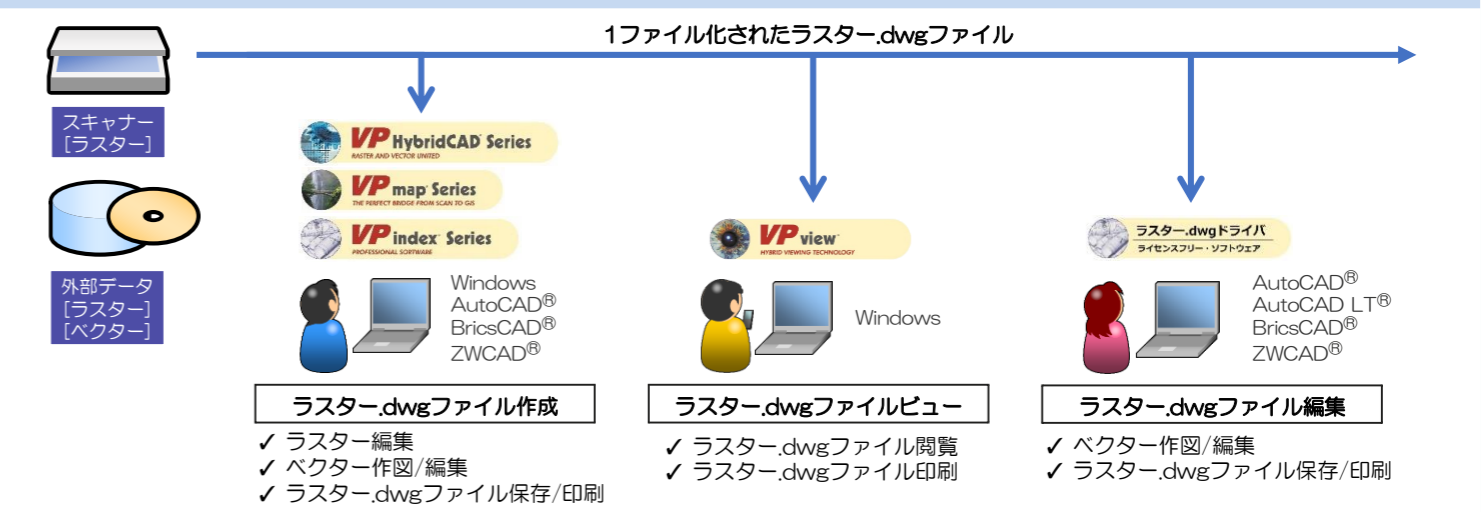 1ファイル化されたラスター.dwgファイル
スキャナー
[ラスター]
外部データ
[ラスター]
[ベクター]
VP HybridCAD Series
RASTER AND VECTOR UNITED
VP map Series
THE PERFECT BRIDGE FROM SCAN TO GIS
VP index Series
PROFESSIONAL SOFTWARE
Windows
AutoCAD®
BricsCAD®
ZWCAD®
ラスター.dwgファイル作成
✓ ラスター編集
✓ ベクター作図/編集
✓ ラスター.dwgファイル保存/印刷
VP view
HYBRID VIEWING TECHNOLOGY
Windows
ラスター.dwgファイルビュー
✓ ラスター.dwgファイル閲覧
✓ ラスター.dwgファイル印刷
ラスター.dwgドライバ
ライセンスフリー・ソフトウェア
AutoCAD®
AutoCAD LT®
BricsCAD®
ZWCAD®
ラスター.dwgファイル編集
✓ ベクター作図/編集
✓ ラスター.dwgファイル保存/印刷